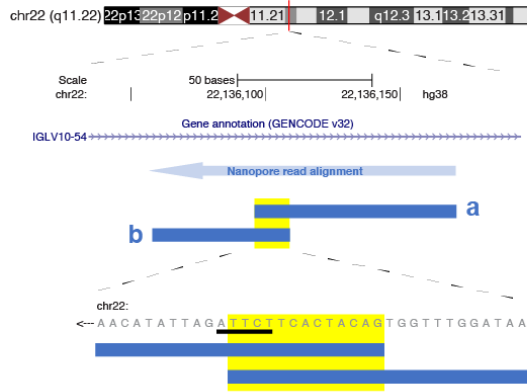 chr22 (q11.22) 22p13 22p12 p11.2 11.21 12.1 q12.3 13.1 13.2 13.31
Scale 50 bases
chr22: 22,136,100 22,136,150 hg38
Gene annotation (GENCODE v32)
IGLV10-54
Nanopore read alignment
a
b
chr22:
<--- A A C A T A T T A G A T T C T T C A C T A C A G T G G T T T G G A T A A